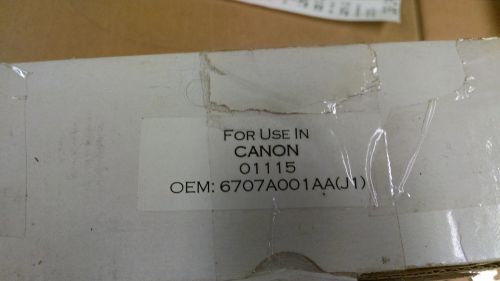 FOR USE IN
CANON
01115
OEM: 6707A001AA(J1)